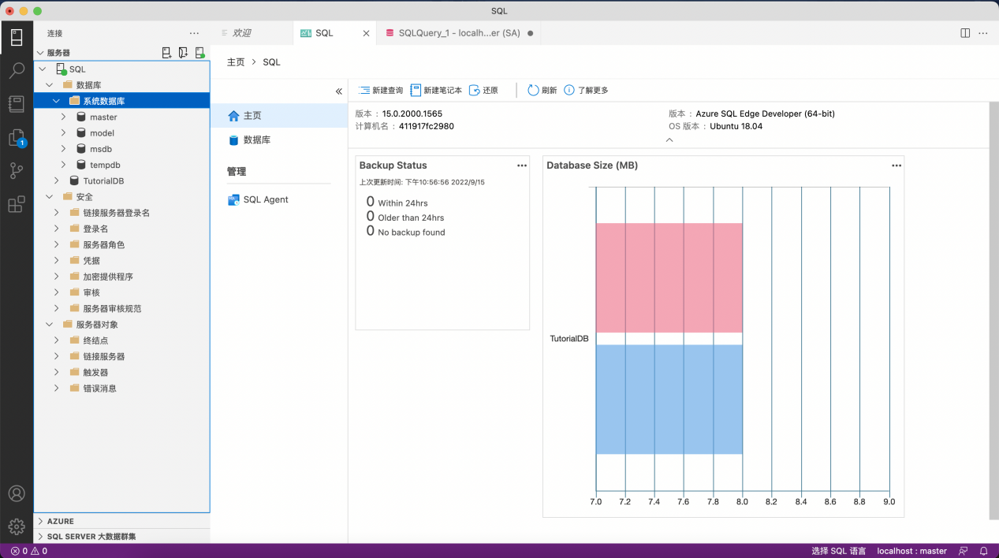 SQL
连接
欢迎
SQL
SQLQuery_1 - localh...er (SA)
服务器
SQL
数据库
系统数据库
master
model
msdb
tempdb
TutorialDB
安全
链接服务器登录名
登录名
服务器角色
凭据
加密提供程序
审核
服务器审核规范
服务器对象
终结点
链接服务器
触发器
错误消息
AZURE
SQL SERVER 大数据群集
1
主页 > SQL
主页
数据库
管理
SQL Agent
新建查询 新建笔记本 还原 刷新 了解更多
版本 : 15.0.2000.1565
计算机名 : 411917fc2980
版本 : Azure SQL Edge Developer (64-bit)
OS 版本 : Ubuntu 18.04
Backup Status
上次更新时间: 下午10:56:56 2022/9/15
0 Within 24hrs
0 Older than 24hrs
0 No backup found
Database Size (MB)
TutorialDB
7.0 7.2 7.4 7.6 7.8 8.0 8.2 8.4 8.6 8.8 9.0
0 0
选择 SQL 语言 localhost : master